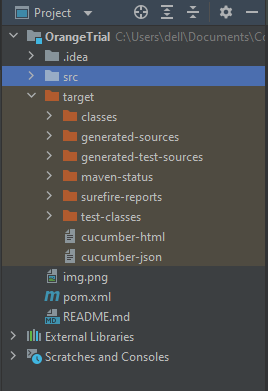 Project
OrangeTrial C:\Users\dell\Documents\Co
.idea
src
target
classes
generated-sources
generated-test-sources
maven-status
surefire-reports
test-classes
cucumber-html
cucumber-json
img.png
pom.xml
README.md
External Libraries
Scratches and Consoles